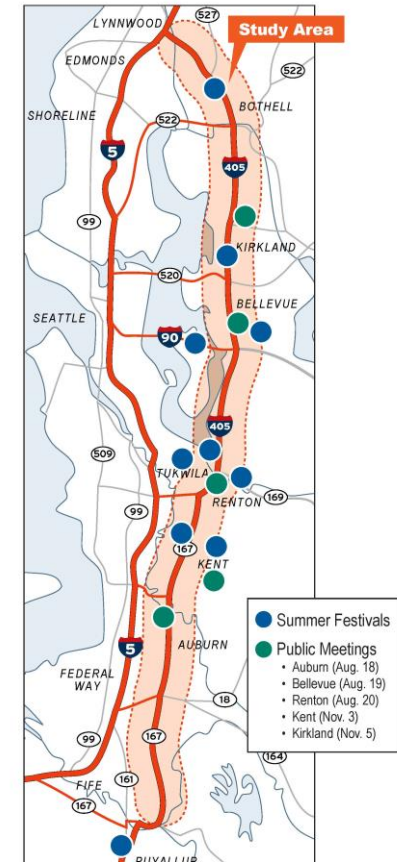 LYNNWOOD
527
Study Area
EDMONDS
522
BOTHELL
SHORELINE
522
5
405
99
KIRKLAND
520
BELLEVUE
SEATTLE
90
405
509
TUKWILA
99
RENTON
169
167
KENT
Summer Festivals
Public Meetings
• Auburn (Aug. 18)
• Bellevue (Aug. 19)
• Renton (Aug. 20)
• Kent (Nov. 3)
• Kirkland (Nov. 5)
5
AUBURN
FEDERAL
WAY
18
99
167
164
161
FIFE
167
PUYALLUP